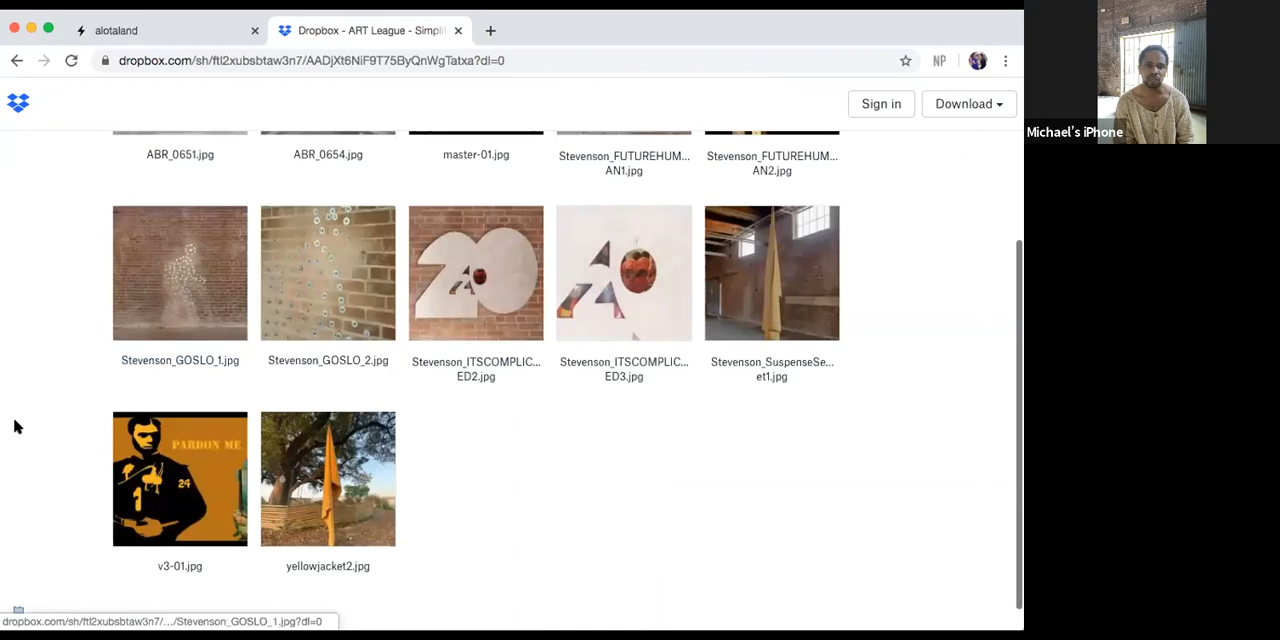 alotaland
Dropbox - ART League - Simpli
dropbox.com/sh/ftl2xubsbtaw3n7/AADjXt6NiF9T75ByQnWgTatxa?dl=0
NP
Sign in
Download
Michael's iPhone
ABR_0651.jpg
ABR_0654.jpg
master-01.jpg
Stevenson_FUTUREHUM...
AN1.jpg
Stevenson_FUTUREHUM...
AN2.jpg
20
Stevenson_GOSLO_1.jpg
Stevenson_GOSLO_2.jpg
Stevenson_ITSCOMPLIC...
ED2.jpg
Stevenson_ITSCOMPLIC...
ED3.jpg
Stevenson_SuspenseSe...
et1.jpg
PARDON ME
24
1
v3-01.jpg
yellowjacket2.jpg
dropbox.com/sh/ftl2xubsbtaw3n7/.../Stevenson_GOSLO_1.jpg?dl=0